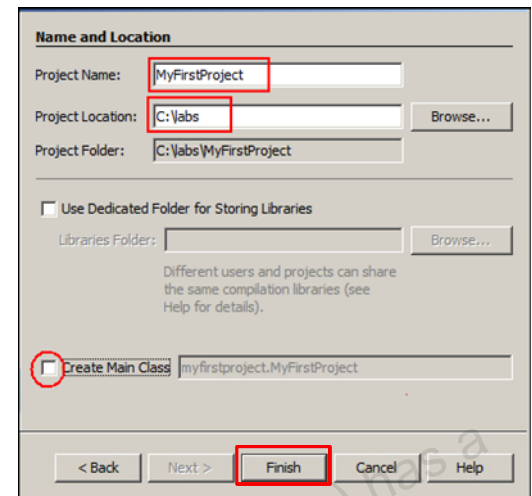 Name and Location
Project Name: MyFirstProject
Project Location: C:\labs Browse...
Project Folder: C:\labs\MyFirstProject
Use Dedicated Folder for Storing Libraries
Libraries Folder: Browse...
Different users and projects can share
the same compilation libraries (see
Help for details).
Create Main Class myfirstproject.MyFirstProject
< Back Next > Finish Cancel Help
has a